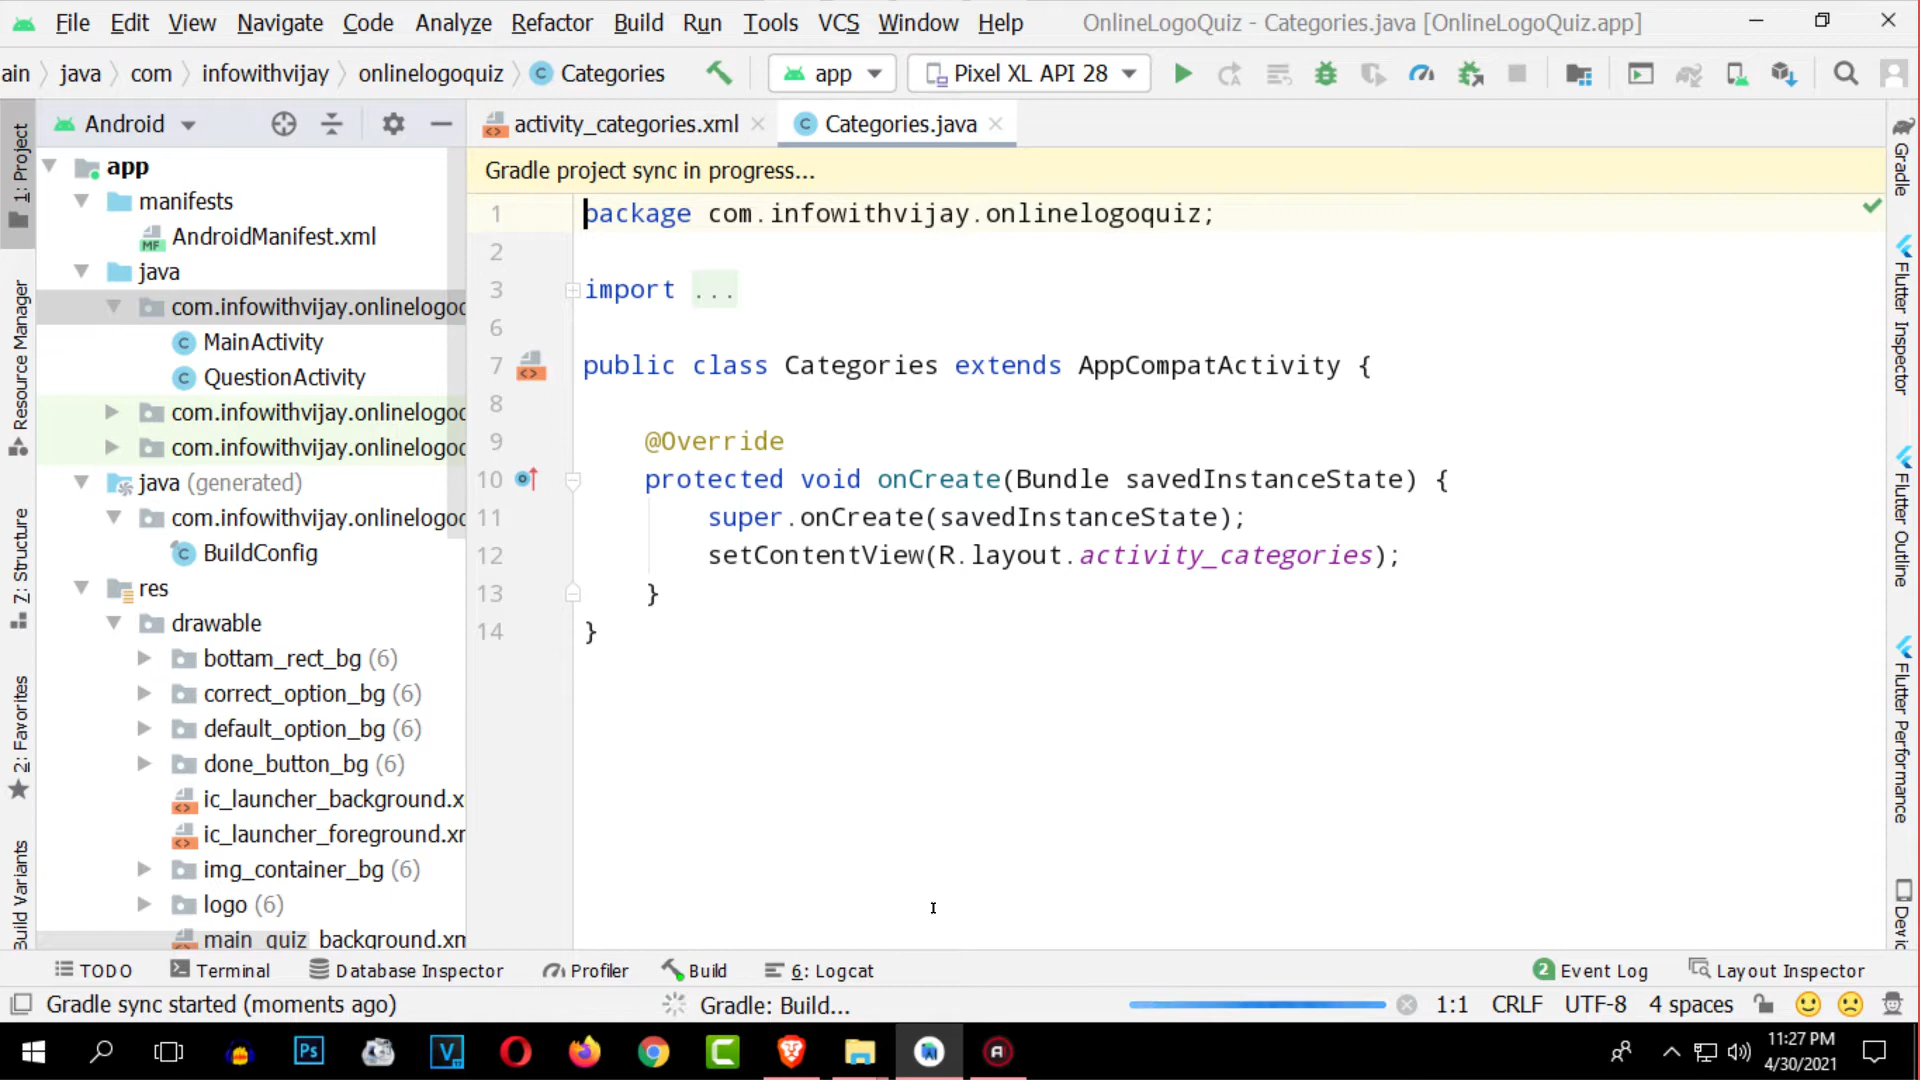 File Edit View Navigate Code Analyze Refactor Build Run Tools VCS Window Help OnlineLogoQuiz - Categories.java [OnlineLogoQuiz.app]
ain java com infowithvijay onlinelogoquiz Categories app Pixel XL API 28
Android
activity_categories.xml Categories.java
Gradle project sync in progress...
1: Project
Resource Manager
Z: Structure
2: Favorites
Build Variants
app
manifests
AndroidManifest.xml
java
com.infowithvijay.onlinelogoq
MainActivity
QuestionActivity
com.infowithvijay.onlinelogoq
com.infowithvijay.onlinelogoq
java (generated)
com.infowithvijay.onlinelogoq
BuildConfig
res
drawable
bottam_rect_bg (6)
correct_option_bg (6)
default_option_bg (6)
done_button_bg (6)
ic_launcher_background.x
ic_launcher_foreground.xr
img_container_bg (6)
logo (6)
main_quiz_background.xm
1 package com.infowithvijay.onlinelogoquiz;
2
3 import ...
6
7 public class Categories extends AppCompatActivity {
8
9 @Override
10 protected void onCreate(Bundle savedInstanceState) {
11 super.onCreate(savedInstanceState);
12 setContentView(R.layout.activity_categories);
13 }
14 }
Gradle
Flutter Inspector
Flutter Outline
Flutter Performance
Devic
TODO Terminal Database Inspector Profiler Build 6: Logcat 2 Event Log Layout Inspector
Gradle sync started (moments ago) Gradle: Build... 1:1 CRLF UTF-8 4 spaces
Ps V 17 11:27 PM
4/30/2021